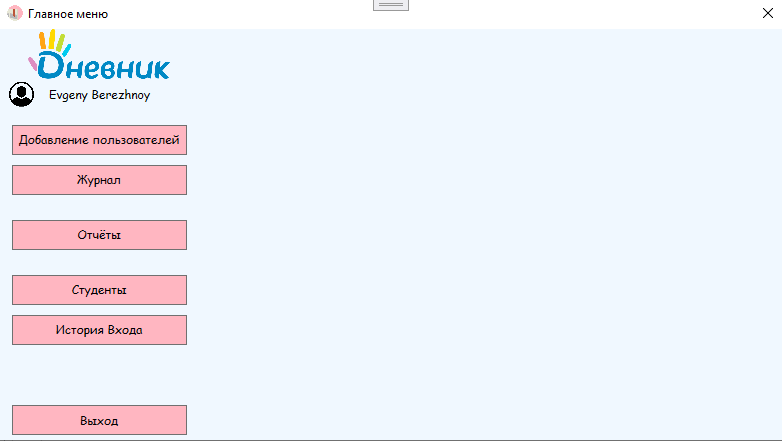 Главное меню
Дневник
Evgeny Berezhnoy
Добавление пользователей
Журнал
Отчёты
Студенты
История Входа
Выход